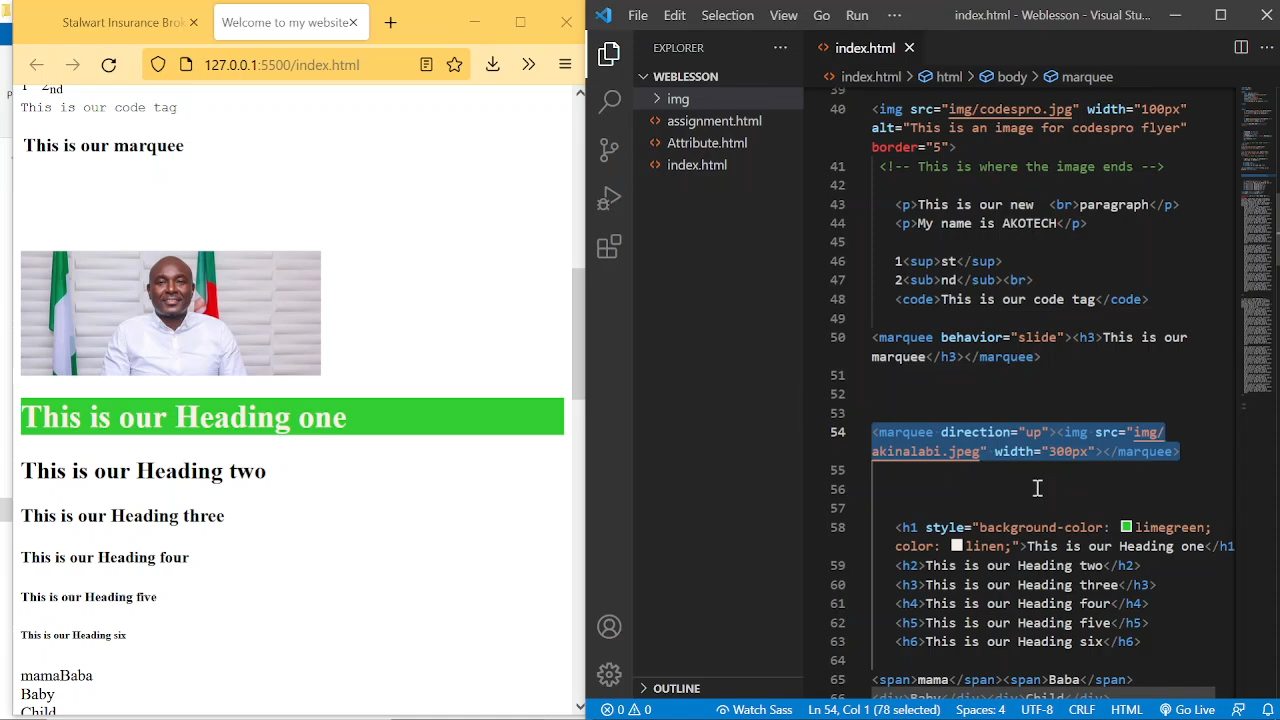 Stalwart Insurance Brok
Welcome to my website
127.0.0.1:5500/index.html
1 2nd
This is our code tag
This is our marquee
This is our Heading one
This is our Heading two
This is our Heading three
This is our Heading four
This is our Heading five
This is our Heading six
mamaBaba
Baby
Child
File Edit Selection View Go Run ··· index.html - Weblesson - Visual Stu...
EXPLORER ···
WEBLESSON
img
assignment.html
Attribute.html
index.html
OUTLINE
index.html
index.html > html > body > marquee
39
40 <img src="img/codespro.jpg" width="100px"
alt="This is an image for codespro flyer"
border="5">
41 <!-- This is where the image ends -->
42
43 <p>This is our new  <br>paragraph</p>
44 <p>My name is AKOTECH</p>
45
46 1<sup>st</sup>
47 2<sub>nd</sub><br>
48 <code>This is our code tag</code>
49
50 <marquee behavior="slide"><h3>This is our
marquee</h3></marquee>
51
52
53
54 <marquee direction="up"><img src="img/
akinalabi.jpeg" width="300px"></marquee>
55
56
57
58 <h1 style="background-color: limegreen;
color: linen;">This is our Heading one</h1
59 <h2>This is our Heading two</h2>
60 <h3>This is our Heading three</h3>
61 <h4>This is our Heading four</h4>
62 <h5>This is our Heading five</h5>
63 <h6>This is our Heading six</h6>
64
65 <span>mama</span><span>Baba</span>
66 <div>Baby</div><div>Child</div>
0 0 Watch Sass Ln 54, Col 1 (78 selected) Spaces: 4 UTF-8 CRLF HTML Go Live